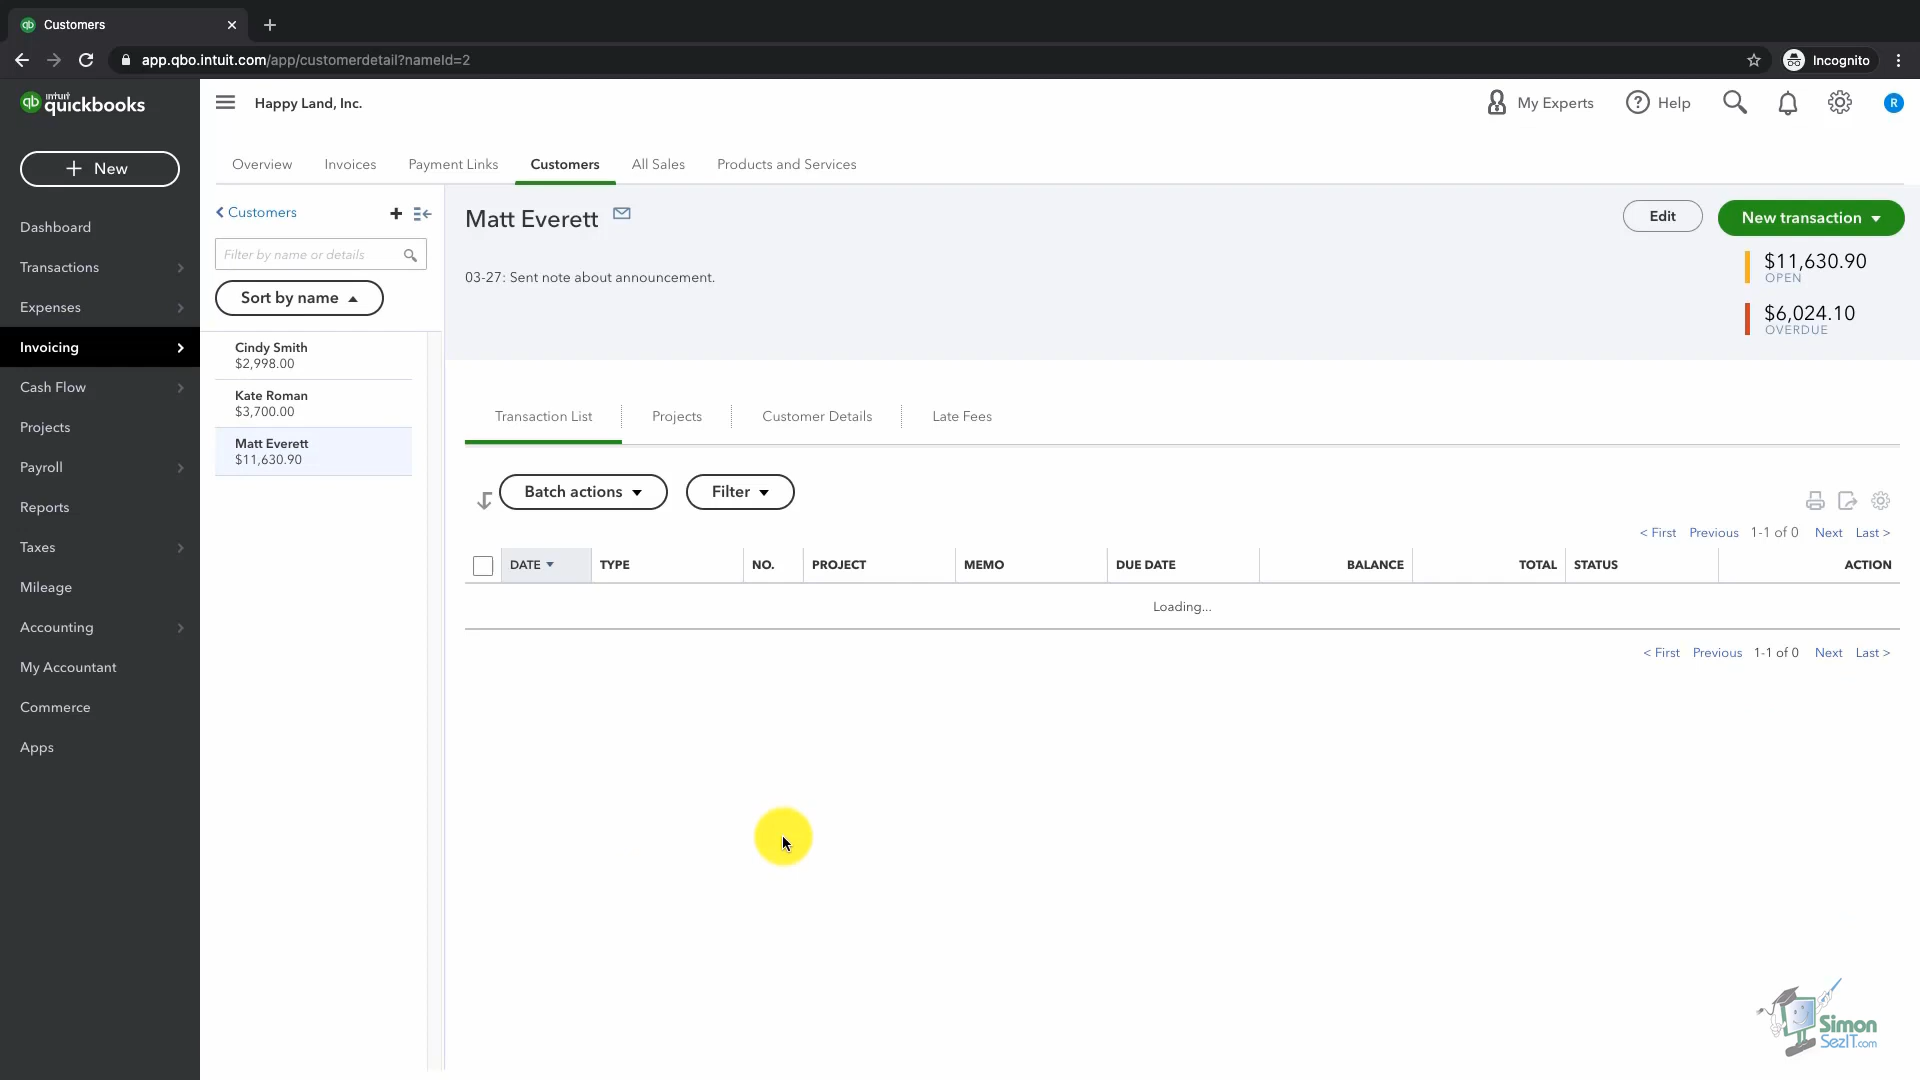 Customers
app.qbo.intuit.com/app/customerdetail?nameId=2
Incognito
qb intuit quickbooks
Happy Land, Inc.
My Experts
Help
R
+ New
Overview
Invoices
Payment Links
Customers
All Sales
Products and Services
Dashboard
Transactions
Expenses
Invoicing
Cash Flow
Projects
Payroll
Reports
Taxes
Mileage
Accounting
My Accountant
Commerce
Apps
Customers
Filter by name or details
Sort by name
Cindy Smith
$2,998.00
Kate Roman
$3,700.00
Matt Everett
$11,630.90
Matt Everett
Edit
New transaction
03-27: Sent note about announcement.
$11,630.90
OPEN
$6,024.10
OVERDUE
Transaction List
Projects
Customer Details
Late Fees
Batch actions
Filter
< First Previous 1-1 of 0 Next Last >
DATE TYPE NO. PROJECT MEMO DUE DATE BALANCE TOTAL STATUS ACTION
Loading...
< First Previous 1-1 of 0 Next Last >
Simon
SezIT.com